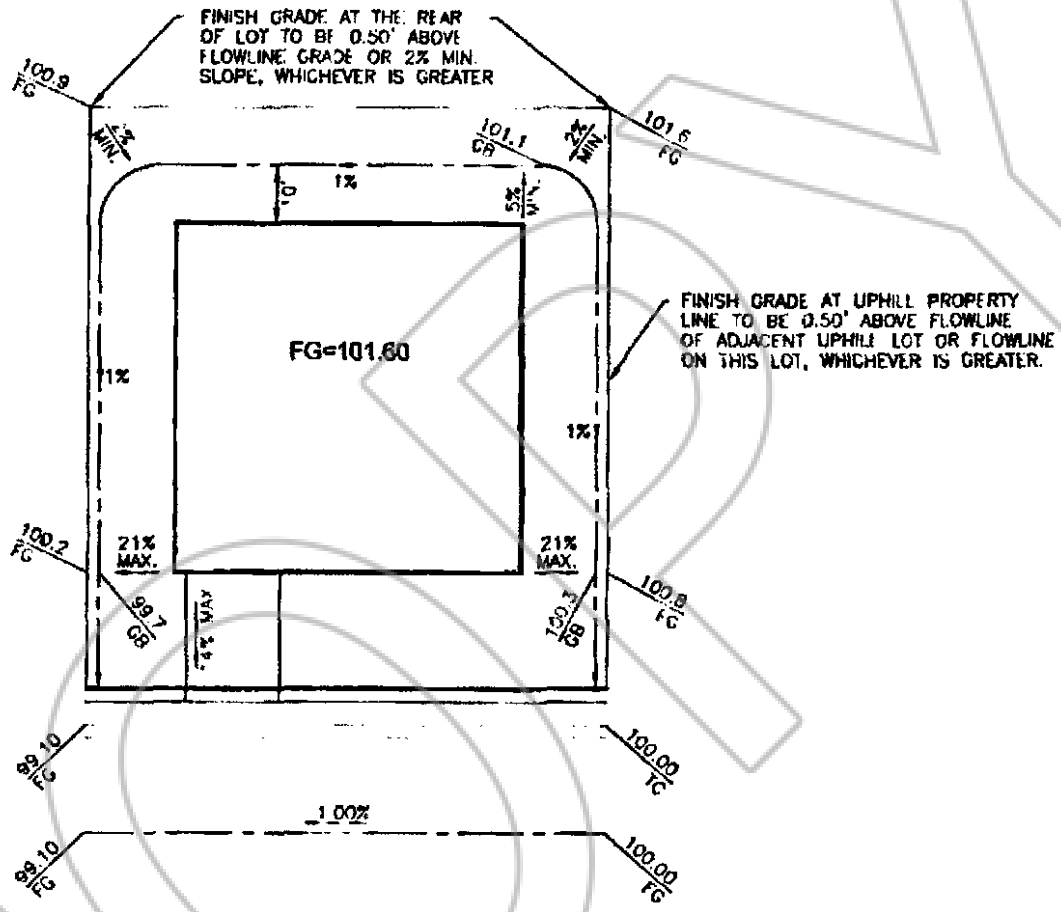 FINISH GRADE AT THE REAR
OF LOT TO BE 0.50' ABOVE
FLOWLINE GRADE OR 2% MIN.
SLOPE, WHICHEVER IS GREATER
100.9
FG
2%
MIN.
101.1
GB
2%
MIN.
101.6
FG
10'
1%
5%
MIN.
FINISH GRADE AT UPHILL PROPERTY
LINE TO BE 0.50' ABOVE FLOWLINE
OF ADJACENT UPHILL LOT OR FLOWLINE
ON THIS LOT, WHICHEVER IS GREATER.
FG=101.60
1%
1%
100.2
FG
21%
MAX.
21%
MAX.
99.7
GB
100.3
GB
100.8
FG
99.10
FG
100.00
TC
1.00%
99.10
FG
100.00
FG